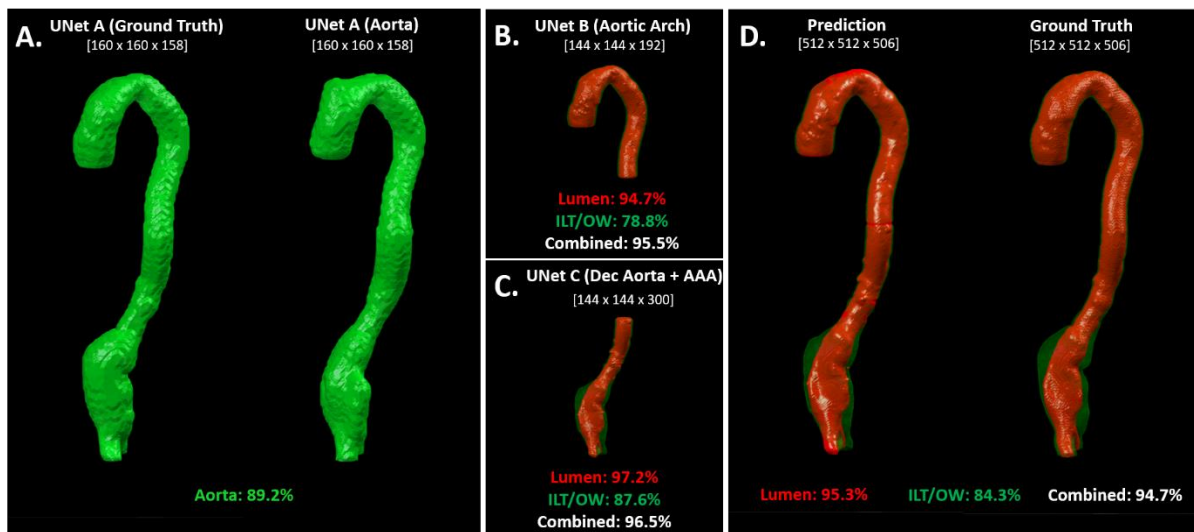 A.
UNet A (Ground Truth)
[160 x 160 x 158]
UNet A (Aorta)
[160 x 160 x 158]
Aorta: 89.2%
B.
UNet B (Aortic Arch)
[144 x 144 x 192]
Lumen: 94.7%
ILT/OW: 78.8%
Combined: 95.5%
C.
UNet C (Dec Aorta + AAA)
[144 x 144 x 300]
Lumen: 97.2%
ILT/OW: 87.6%
Combined: 96.5%
D.
Prediction
[512 x 512 x 506]
Ground Truth
[512 x 512 x 506]
Lumen: 95.3%
ILT/OW: 84.3%
Combined: 94.7%